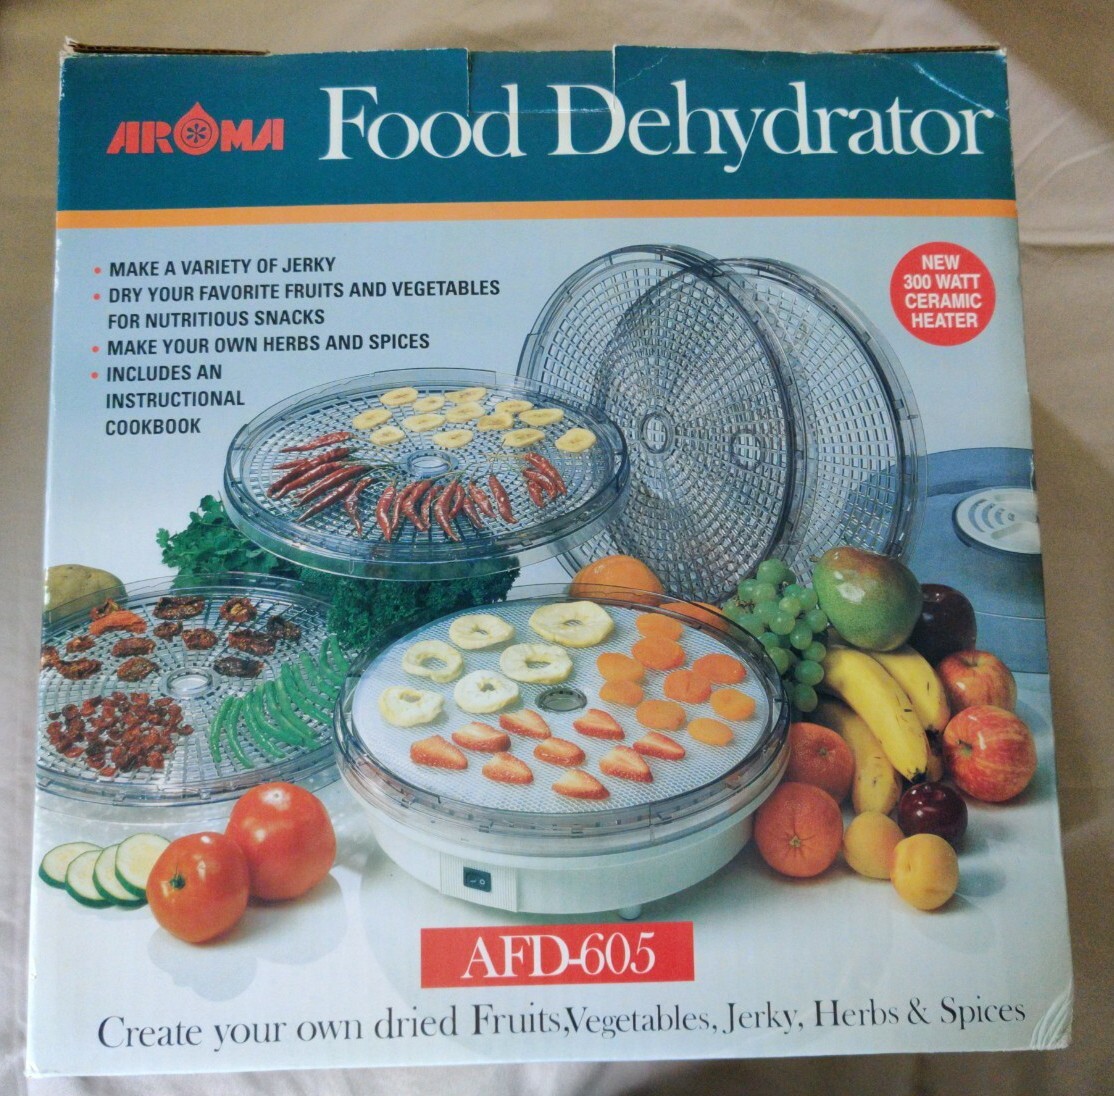 AROMA Food Dehydrator
• MAKE A VARIETY OF JERKY
• DRY YOUR FAVORITE FRUITS AND VEGETABLES
FOR NUTRITIOUS SNACKS
• MAKE YOUR OWN HERBS AND SPICES
• INCLUDES AN
INSTRUCTIONAL
COOKBOOK
NEW
300 WATT
CERAMIC
HEATER
AFD-605
Create your own dried Fruits,Vegetables, Jerky, Herbs & Spices